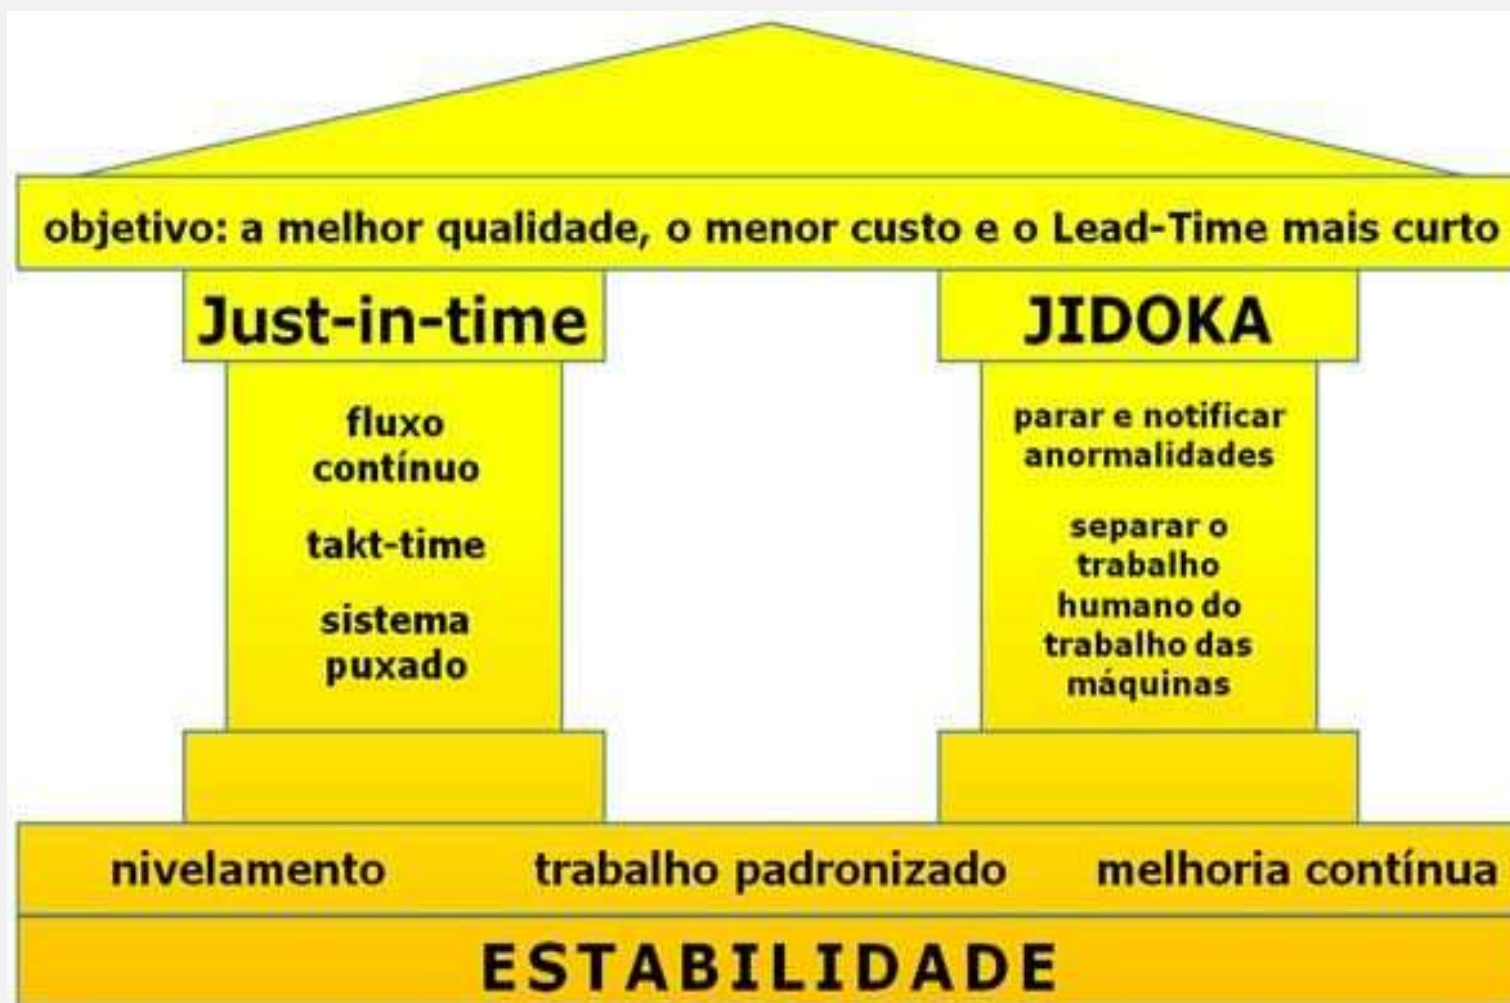 objetivo: a melhor qualidade, o menor custo e o Lead-Time mais curto
Just-in-time
fluxo
contínuo
takt-time
sistema
puxado
JIDOKA
parar e notificar
anormalidades
separar o
trabalho
humano do
trabalho das
máquinas
nivelamento trabalho padronizado melhoria contínua
ESTABILIDADE